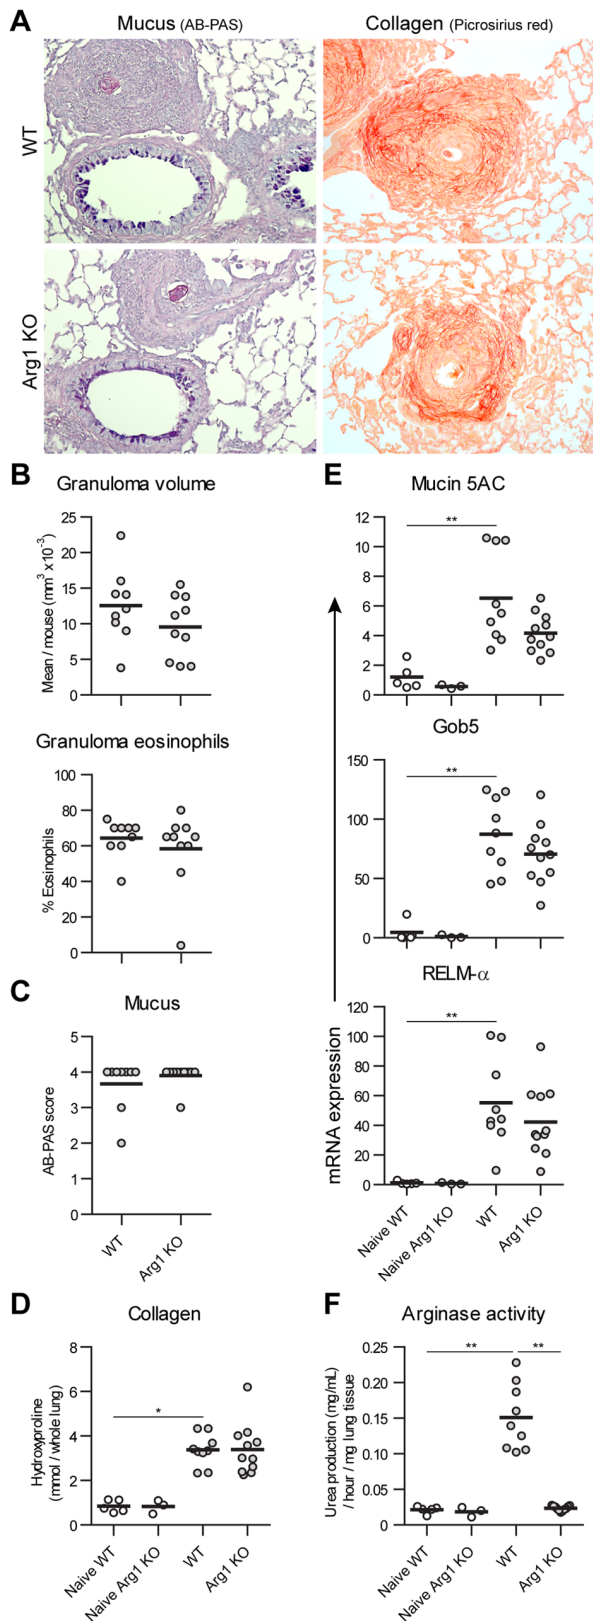 A
Mucus (AB-PAS)
Collagen (Picrosirius red)
WT
Arg1 KO
B
Granuloma volume
Mean / mouse (mm³ x10⁻³)
25
20
15
10
5
0
Granuloma eosinophils
% Eosinophils
100
80
60
40
20
0
C
Mucus
AB-PAS score
5
4
3
2
1
0
WT
Arg1 KO
D
Collagen
Hydroxyproline
(mmol / whole lung)
8
6
4
2
0
*
Naive WT
Naive Arg1 KO
WT
Arg1 KO
E
Mucin 5AC
12
10
8
6
4
2
0
**
Gob5
150
100
50
0
**
RELM-α
mRNA expression
120
100
80
60
40
20
0
**
Naive WT
Naive Arg1 KO
WT
Arg1 KO
F
Arginase activity
Urea production (mg/mL)
/ hour / mg lung tissue
0.25
0.20
0.15
0.10
0.05
0
**
**
Naive WT
Naive Arg1 KO
WT
Arg1 KO